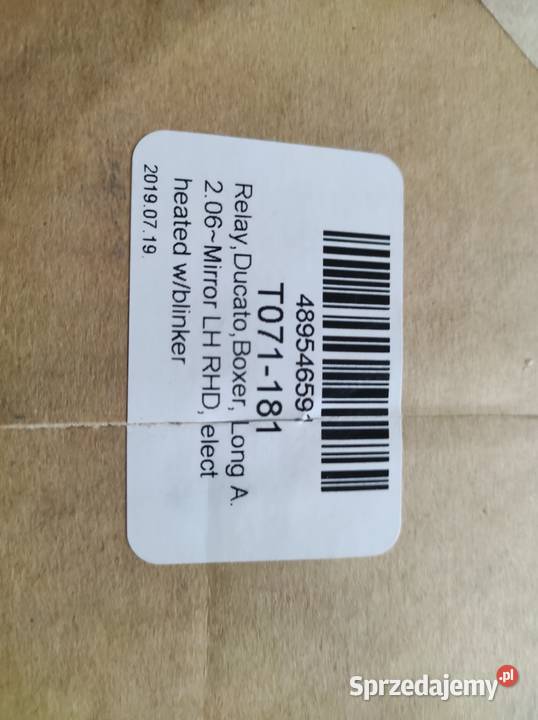 489546591
T071-181
Relay,Ducato,Boxer, Long A.
2.06~Mirror LH RHD, elect
heated w/blinker
2019.07.19.
Sprzedajemy.pl